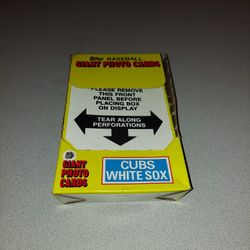 Topps BASEBALL
GIANT PHOTO CARDS
PLEASE REMOVE
THIS FRONT
PANEL BEFORE
PLACING BOX
ON DISPLAY
TEAR ALONG
PERFORATIONS
GIANT
PHOTO
CARDS
CUBS
WHITE SOX